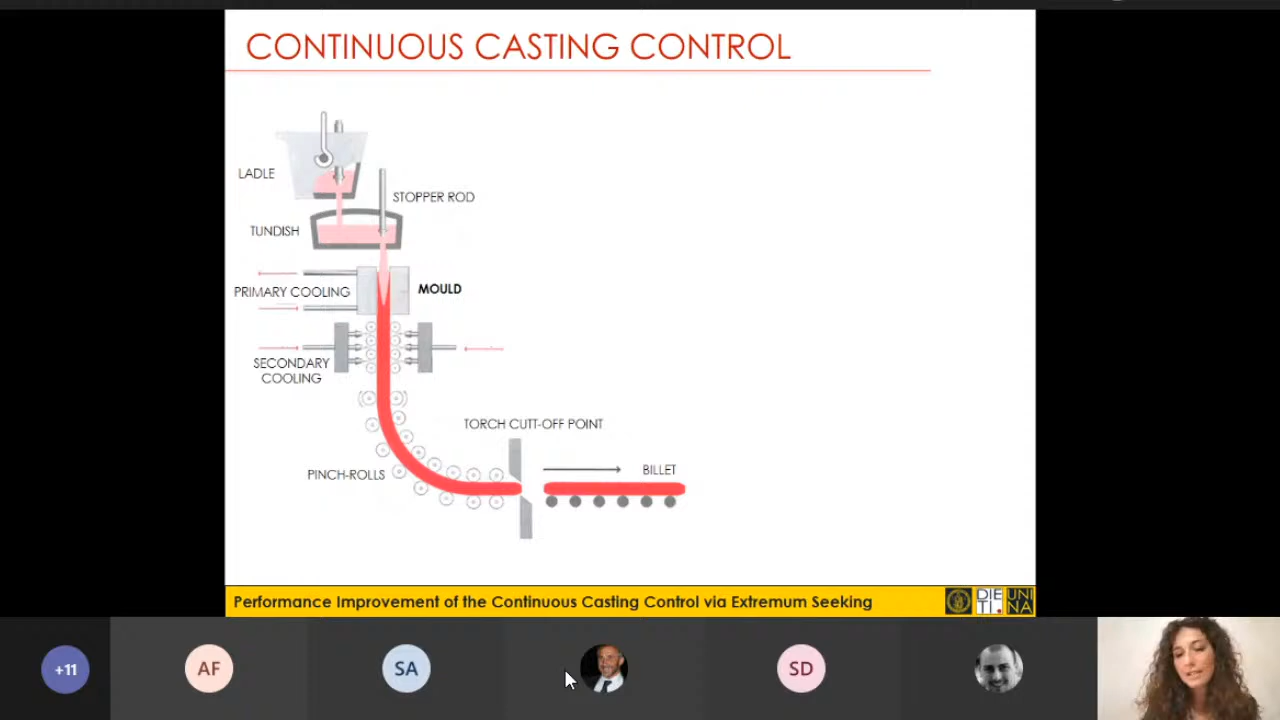 CONTINUOUS CASTING CONTROL
LADLE
STOPPER ROD
TUNDISH
PRIMARY COOLING
MOULD
SECONDARY
COOLING
TORCH CUTT-OFF POINT
PINCH-ROLLS
BILLET
Performance Improvement of the Continuous Casting Control via Extremum Seeking
DIE
TI.
UNI
NA
+11
AF
SA
SD